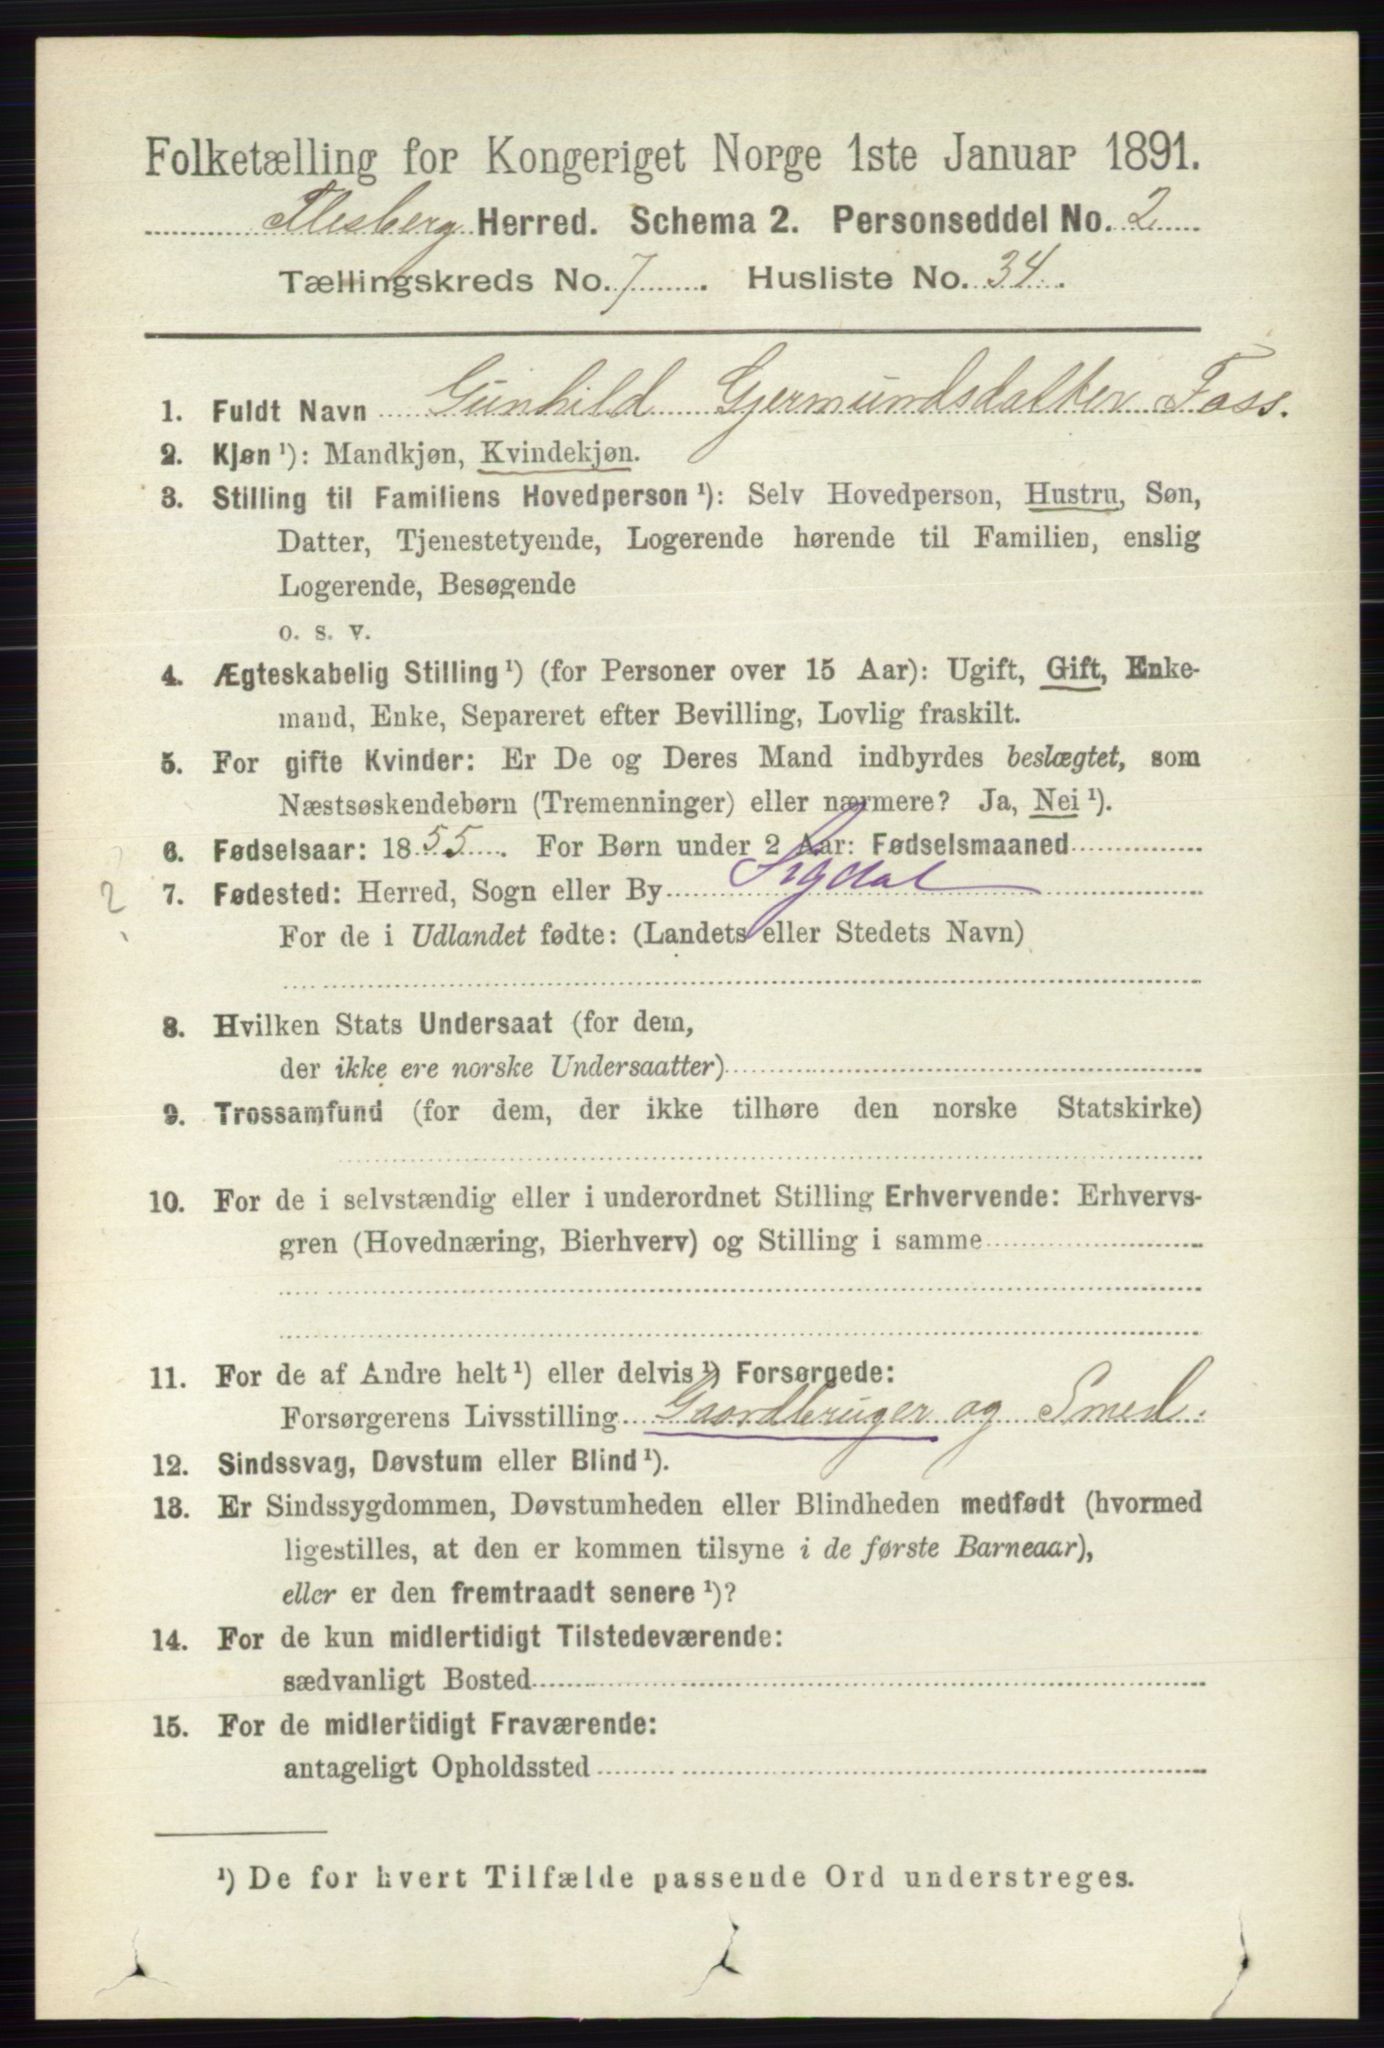 Folketælling for Kongeriget Norge 1ste Januar 1891.
Flesberg Herred. Schema 2. Personseddel No. 2
Tællingskreds No. 7. Husliste No. 34.
1. Fuldt Navn Gunhild Gjermundsdatter Foss.
2. Kjøn ¹): Mandkjøn, Kvindekjøn.
3. Stilling til Familiens Hovedperson ¹): Selv Hovedperson, Hustru, Søn,
Datter, Tjenestetyende, Logerende hørende til Familien, enslig
Logerende, Besøgende
o. s. v.
4. Ægteskabelig Stilling ¹) (for Personer over 15 Aar): Ugift, Gift, Enke-
mand, Enke, Separeret efter Bevilling, Lovlig fraskilt.
5. For gifte Kvinder: Er De og Deres Mand indbyrdes beslægtet, som
Næstsøskendebørn (Tremenninger) eller nærmere? Ja, Nei ¹).
6. Fødselsaar: 1855. For Børn under 2 Aar: Fødselsmaaned
? 7. Fødested: Herred, Sogn eller By Sigdal
For de i Udlandet fødte: (Landets eller Stedets Navn)
8. Hvilken Stats Undersaat (for dem,
der ikke ere norske Undersaatter)
9. Trossamfund (for dem, der ikke tilhøre den norske Statskirke)
10. For de i selvstændig eller i underordnet Stilling Erhvervende: Erhvervs-
gren (Hovednæring, Bierhverv) og Stilling i samme
11. For de af Andre helt ¹) eller delvis ¹) Forsørgede:
Forsørgerens Livsstilling Gaardbruger og Smed.
12. Sindssvag, Døvstum eller Blind ¹).
13. Er Sindssygdommen, Døvstumheden eller Blindheden medfødt (hvormed
ligestilles, at den er kommen tilsyne i de første Barneaar),
eller er den fremtraadt senere ¹)?
14. For de kun midlertidigt Tilstedeværende:
sædvanligt Bosted
15. For de midlertidigt Fraværende:
antageligt Opholdssted
¹) De for hvert Tilfælde passende Ord understreges.